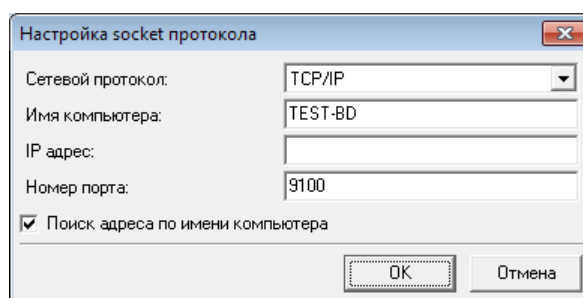 Настройка socket протокола
Сетевой протокол: TCP/IP
Имя компьютера: TEST-BD
IP адрес:
Номер порта: 9100
Поиск адреса по имени компьютера
OK Отмена